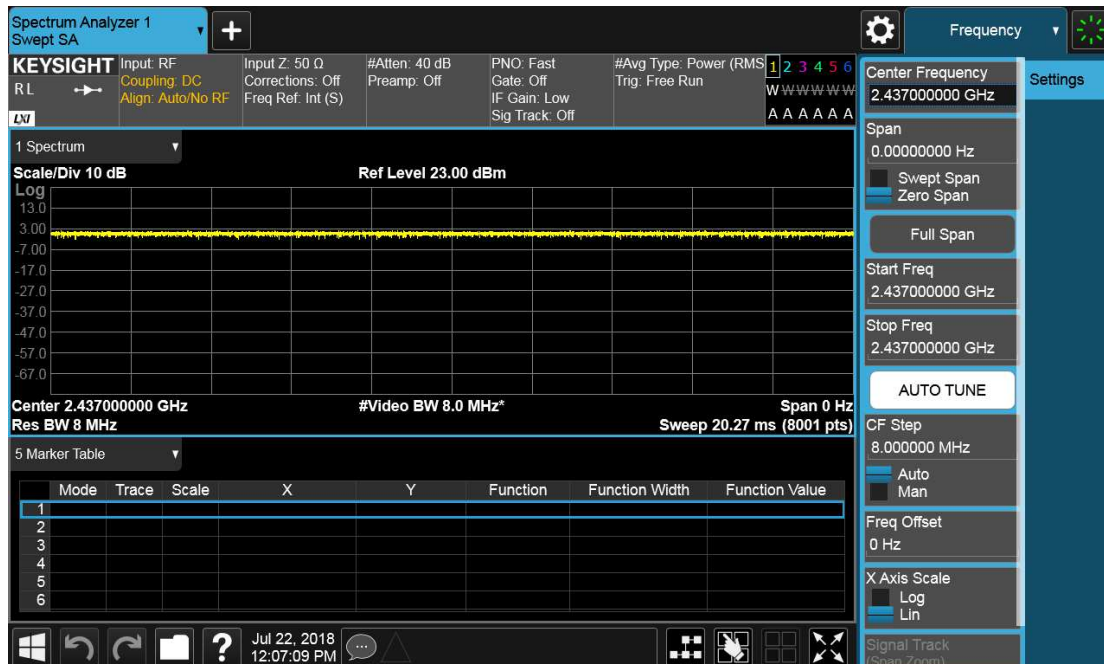 Spectrum Analyzer 1
Swept SA
+
Frequency
KEYSIGHT
RL
LXI
Input: RF
Coupling: DC
Align: Auto/No RF
Input Z: 50 Ω
Corrections: Off
Freq Ref: Int (S)
#Atten: 40 dB
Preamp: Off
PNO: Fast
Gate: Off
IF Gain: Low
Sig Track: Off
#Avg Type: Power (RMS
Trig: Free Run
1 2 3 4 5 6
W W W W W W
A A A A A A
Center Frequency
2.437000000 GHz
Settings
Span
0.00000000 Hz
Swept Span
Zero Span
Full Span
Start Freq
2.437000000 GHz
Stop Freq
2.437000000 GHz
AUTO TUNE
CF Step
8.000000 MHz
Auto
Man
Freq Offset
0 Hz
X Axis Scale
Log
Lin
Signal Track
(Span Zoom)
1 Spectrum
Scale/Div 10 dB
Ref Level 23.00 dBm
Log
13.0
3.00
-7.00
-17.0
-27.0
-37.0
-47.0
-57.0
-67.0
Center 2.437000000 GHz
#Video BW 8.0 MHz*
Span 0 Hz
Res BW 8 MHz
Sweep 20.27 ms (8001 pts)
5 Marker Table
Mode Trace Scale X Y Function Function Width Function Value
1
2
3
4
5
6
?
Jul 22, 2018
12:07:09 PM